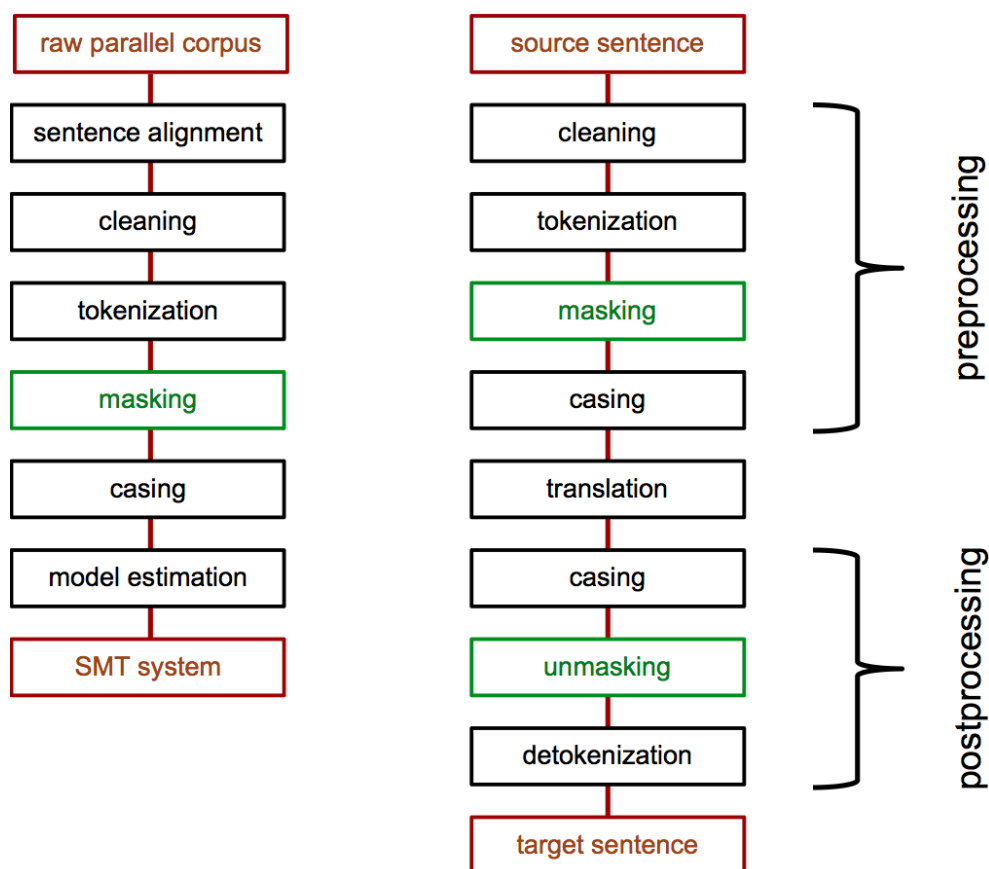 raw parallel corpus
sentence alignment
cleaning
tokenization
masking
casing
model estimation
SMT system
source sentence
cleaning
tokenization
masking
casing
translation
casing
unmasking
detokenization
target sentence
preprocessing
postprocessing